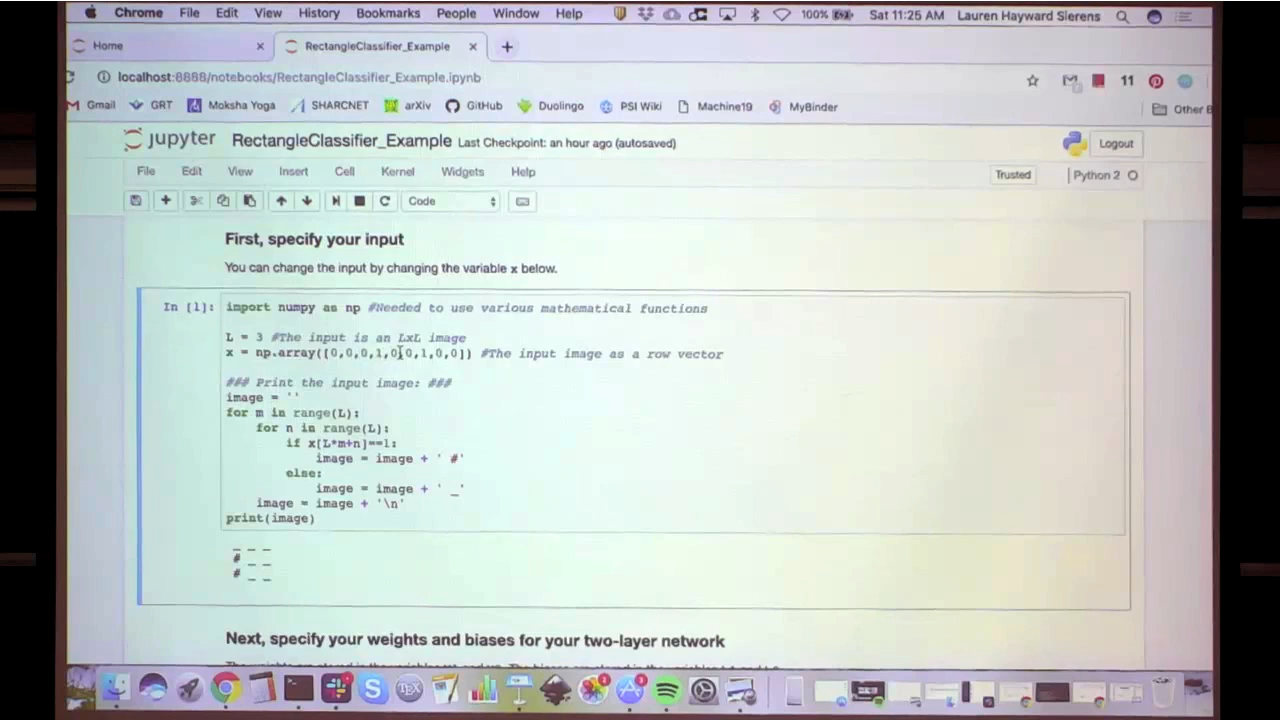 Chrome File Edit View History Bookmarks People Window Help 100% Sat 11:25 AM Lauren Hayward Sierens
Home RectangleClassifier_Example
localhost:8888/notebooks/RectangleClassifier_Example.ipynb 11
Gmail GRT Moksha Yoga SHARCNET arXiv GitHub Duolingo PSI Wiki Machine19 MyBinder Other B
jupyter RectangleClassifier_Example Last Checkpoint: an hour ago (autosaved) Logout
File Edit View Insert Cell Kernel Widgets Help Trusted Python 2
Code
First, specify your input
You can change the input by changing the variable x below.
In [1]: import numpy as np #Needed to use various mathematical functions
L = 3 #The input is an LxL image
x = np.array([0,0,0,1,0,0,1,0,0]) #The input image as a row vector
### Print the input image: ###
image = ''
for m in range(L):
for n in range(L):
if x[L*m+n]==1:
image = image + ' #'
else:
image = image + ' _'
image = image + '\n'
print(image)
_ _ _
# _ _
# _ _
Next, specify your weights and biases for your two-layer network